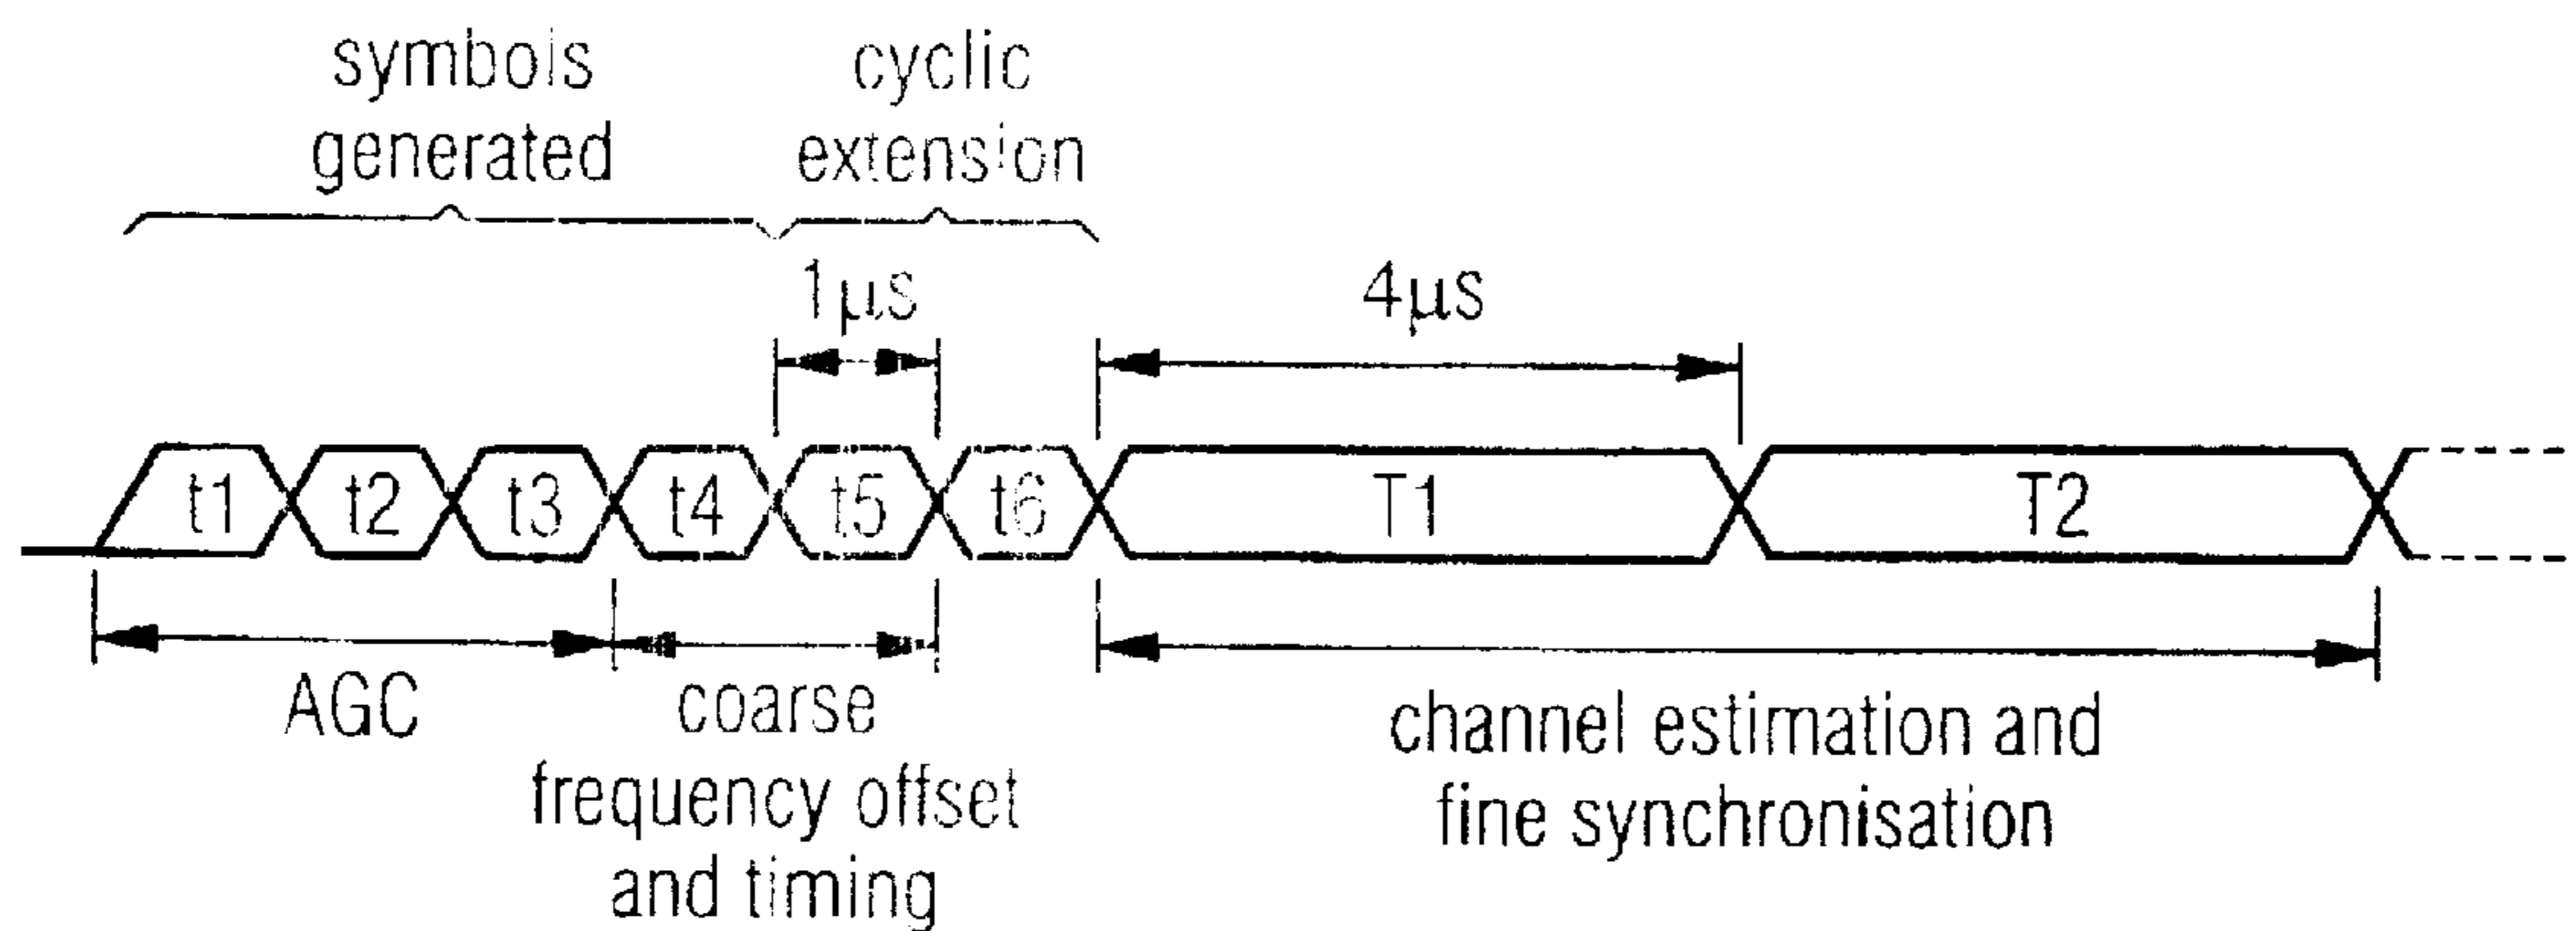 symbols
generated
cyclic
extension
1µs
4µs
t1 t2 t3 t4 t5 t6 T1 T2
AGC
coarse
frequency offset
and timing
channel estimation and
fine synchronisation